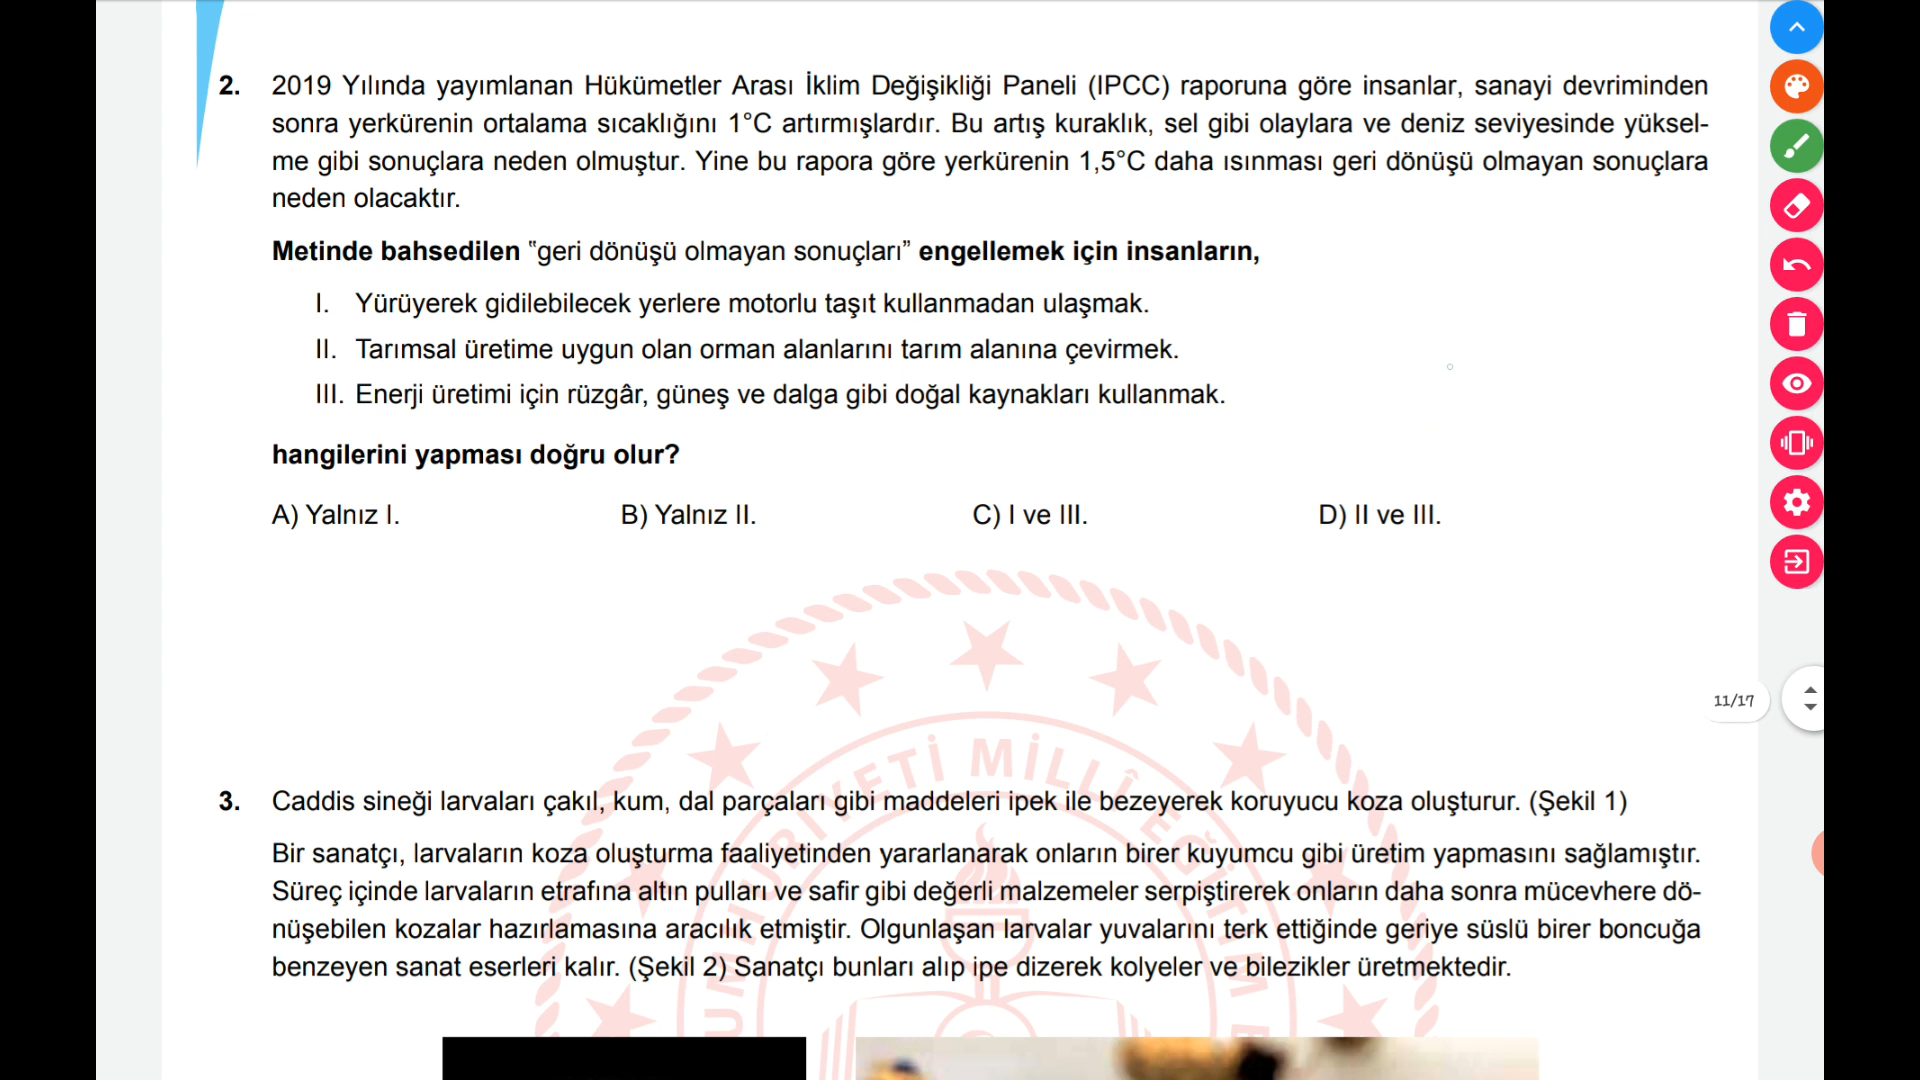 2. 2019 Yılında yayımlanan Hükümetler Arası İklim Değişikliği Paneli (IPCC) raporuna göre insanlar, sanayi devriminden
sonra yerkürenin ortalama sıcaklığını 1°C artırmışlardır. Bu artış kuraklık, sel gibi olaylara ve deniz seviyesinde yüksel-
me gibi sonuçlara neden olmuştur. Yine bu rapora göre yerkürenin 1,5°C daha ısınması geri dönüşü olmayan sonuçlara
neden olacaktır.
Metinde bahsedilen “geri dönüşü olmayan sonuçları” engellemek için insanların,
I. Yürüyerek gidilebilecek yerlere motorlu taşıt kullanmadan ulaşmak.
II. Tarımsal üretime uygun olan orman alanlarını tarım alanına çevirmek.
III. Enerji üretimi için rüzgâr, güneş ve dalga gibi doğal kaynakları kullanmak.
hangilerini yapması doğru olur?
A) Yalnız I. B) Yalnız II. C) I ve III. D) II ve III.
11/17
UMHURİYETİ MİLLÎ EĞİTİM B
3. Caddis sineği larvaları çakıl, kum, dal parçaları gibi maddeleri ipek ile bezeyerek koruyucu koza oluşturur. (Şekil 1)
Bir sanatçı, larvaların koza oluşturma faaliyetinden yararlanarak onların birer kuyumcu gibi üretim yapmasını sağlamıştır.
Süreç içinde larvaların etrafına altın pulları ve safir gibi değerli malzemeler serpiştirerek onların daha sonra mücevhere dö-
nüşebilen kozalar hazırlamasına aracılık etmiştir. Olgunlaşan larvalar yuvalarını terk ettiğinde geriye süslü birer boncuğa
benzeyen sanat eserleri kalır. (Şekil 2) Sanatçı bunları alıp ipe dizerek kolyeler ve bilezikler üretmektedir.